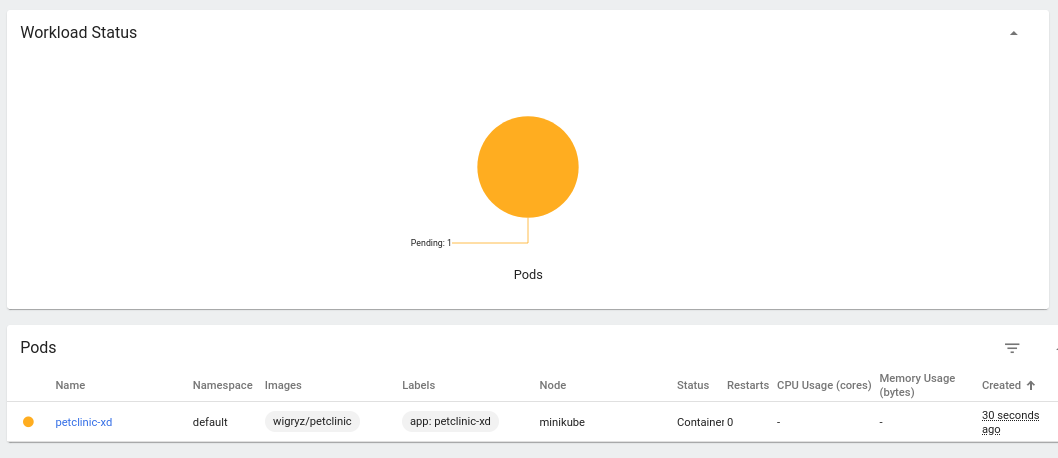 Workload Status
Pending: 1
Pods
Pods
Name Namespace Images Labels Node Status Restarts CPU Usage (cores) Memory Usage (bytes) Created
petclinic-xd default wigryz/petclinic app: petclinic-xd minikube Container 0 - - 30 seconds ago